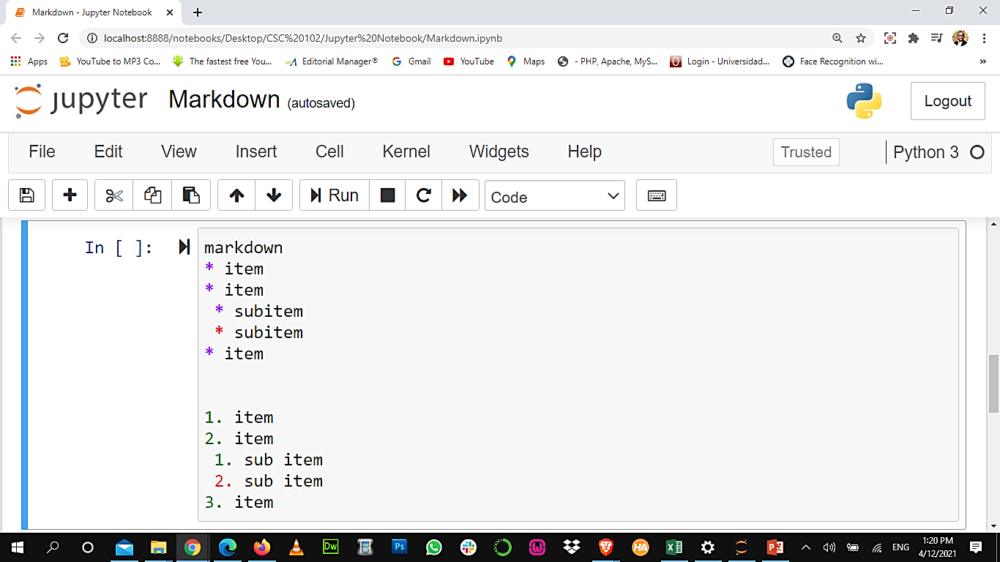 Markdown - Jupyter Notebook
localhost:8888/notebooks/Desktop/CSC%20102/Jupyter%20Notebook/Markdown.ipynb
Apps YouTube to MP3 Co... The fastest free You... Editorial Manager® Gmail YouTube Maps - PHP, Apache, MyS... Login - Universidad... Face Recognition wi... »
jupyter Markdown (autosaved) Logout
File Edit View Insert Cell Kernel Widgets Help Trusted Python 3
Run Code
In [ ]: markdown
* item
* item
* subitem
* subitem
* item
1. item
2. item
1. sub item
2. sub item
3. item
Dw Ps HA ENG 1:20 PM
4/12/2021